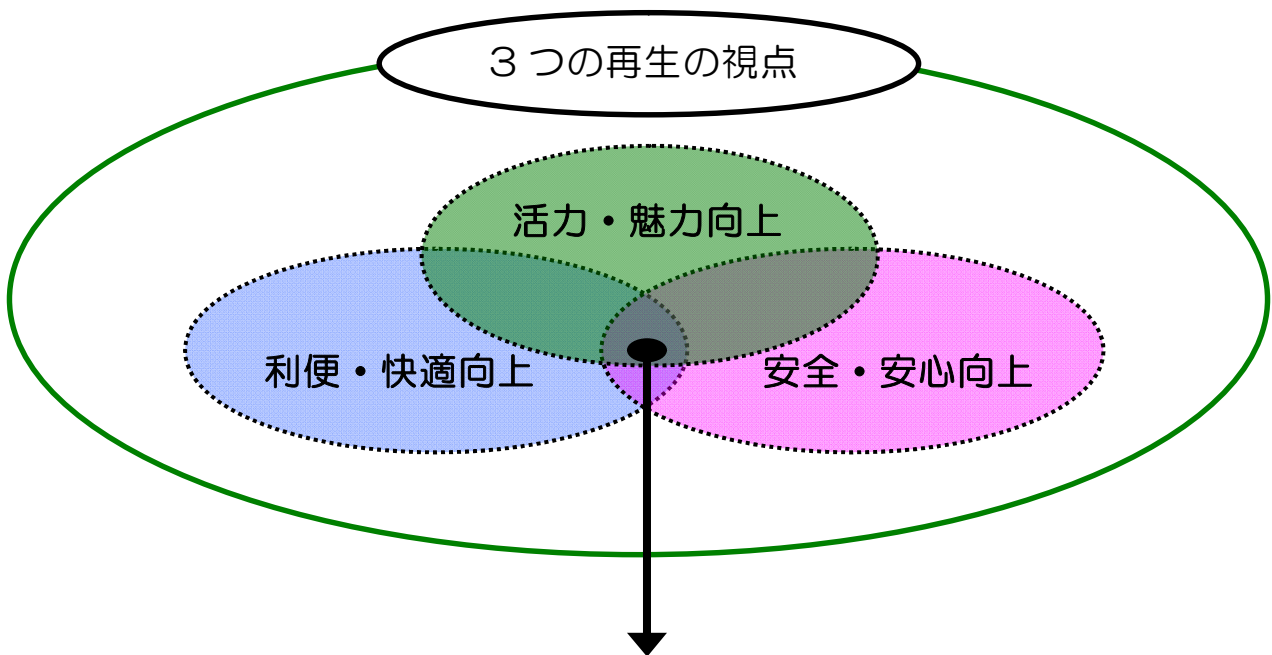 3つの再生の視点
活力・魅力向上
利便・快適向上
安全・安心向上